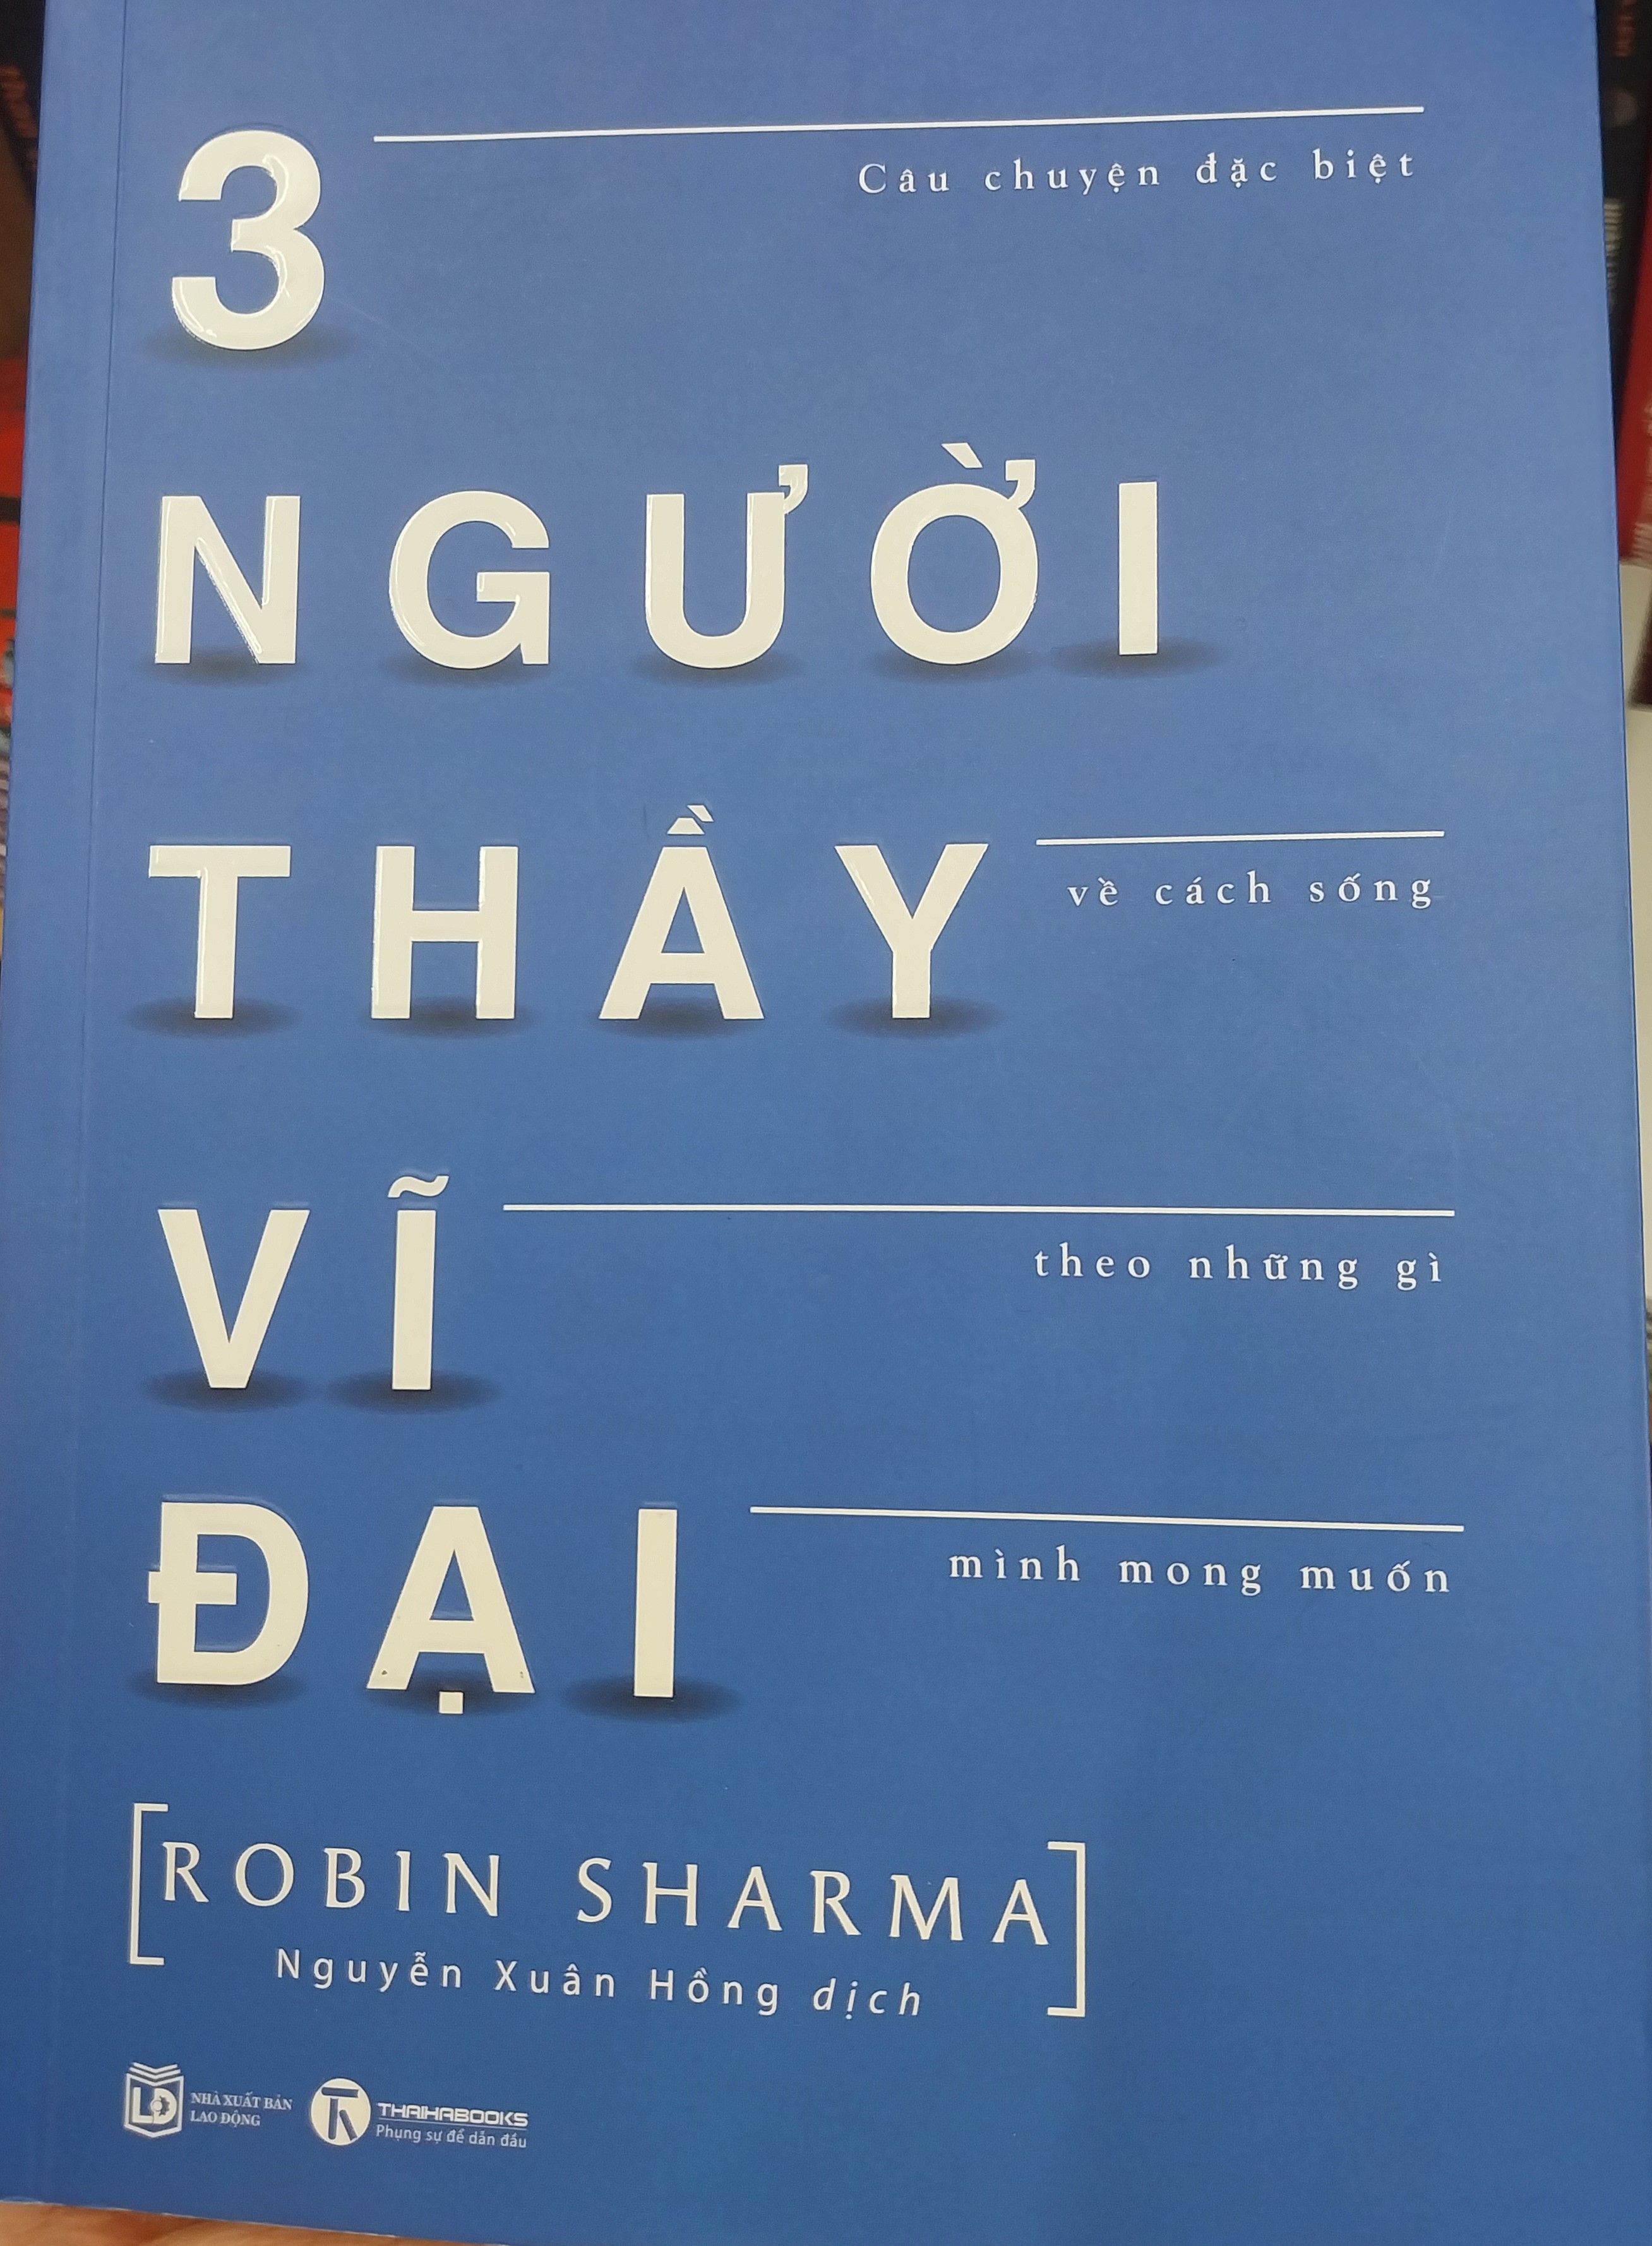 3
Câu chuyện đặc biệt
NGƯỜI
THẦY
về cách sống
VĨ
theo những gì
ĐẠI
mình mong muốn
[ROBIN SHARMA]
Nguyễn Xuân Hồng dịch
LĐ
NHÀ XUẤT BẢN
LAO ĐỘNG
THAIHABOOKS
Phụng sự để dẫn đầu